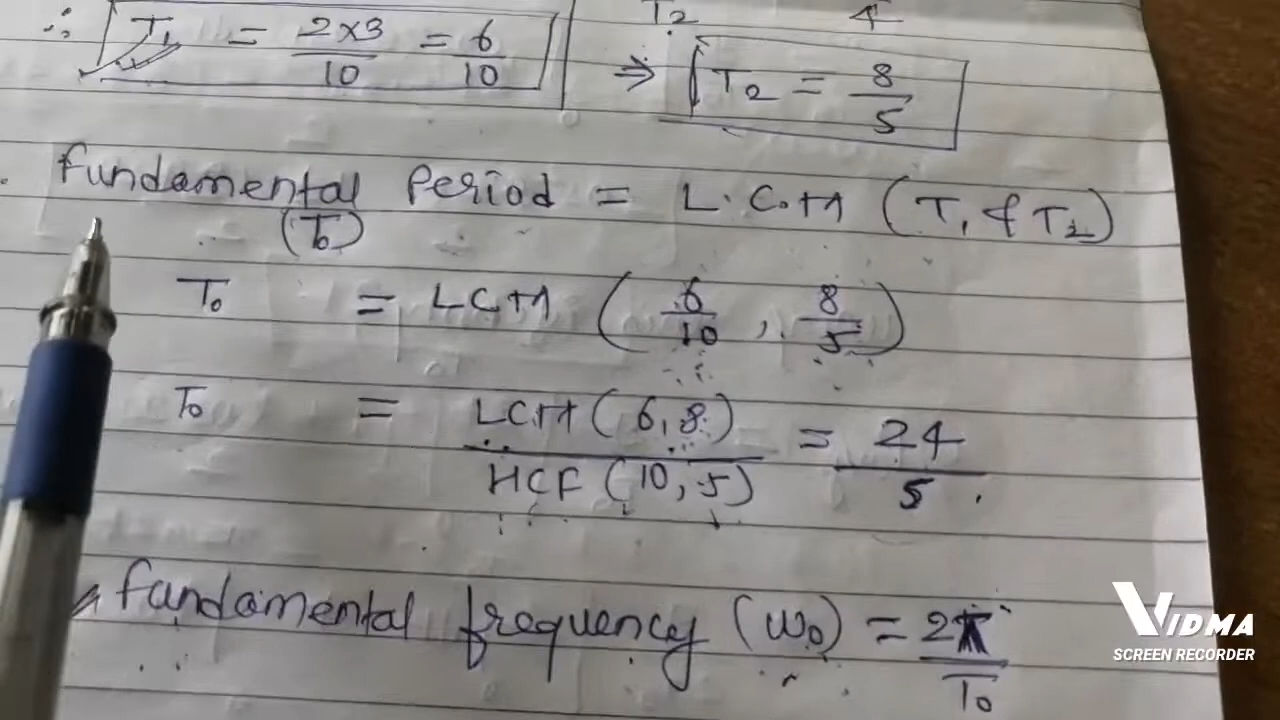 ∴ T₁ = 2×3/10 = 6/10
T₂ 4
⇒ T₂ = 8/5
Fundamental Period = L.C.M (T₁ & T₂)
(T₀)
T₀ = LCM (6/10, 8/5)
T₀ = LCM(6,8)/HCF(10,5) = 24/5.
Fundamental frequency (ω₀) = 2π/T₀
VIDMA
SCREEN RECORDER